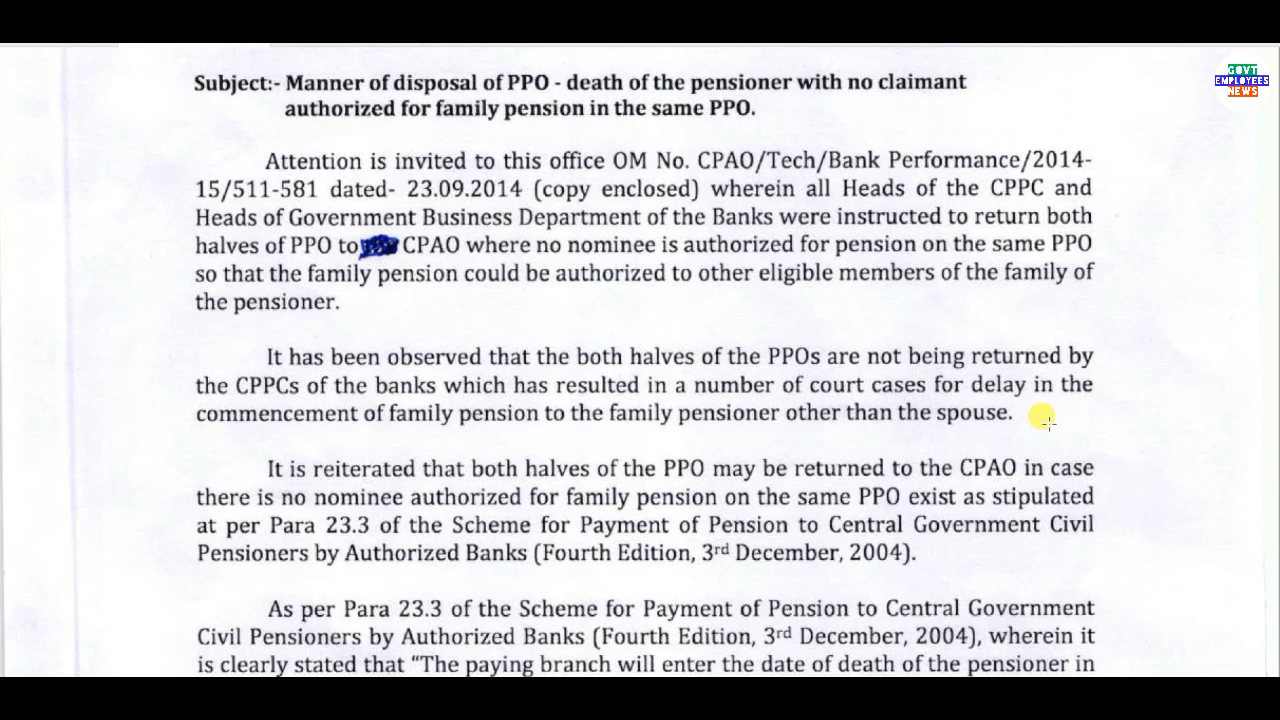 GOVT
EMPLOYEES
NEWS
Subject:- Manner of disposal of PPO - death of the pensioner with no claimant
authorized for family pension in the same PPO.
Attention is invited to this office OM No. CPAO/Tech/Bank Performance/2014-
15/511-581 dated- 23.09.2014 (copy enclosed) wherein all Heads of the CPPC and
Heads of Government Business Department of the Banks were instructed to return both
halves of PPO to CPAO where no nominee is authorized for pension on the same PPO
so that the family pension could be authorized to other eligible members of the family of
the pensioner.
It has been observed that the both halves of the PPOs are not being returned by
the CPPCs of the banks which has resulted in a number of court cases for delay in the
commencement of family pension to the family pensioner other than the spouse.
It is reiterated that both halves of the PPO may be returned to the CPAO in case
there is no nominee authorized for family pension on the same PPO exist as stipulated
at per Para 23.3 of the Scheme for Payment of Pension to Central Government Civil
Pensioners by Authorized Banks (Fourth Edition, 3rd December, 2004).
As per Para 23.3 of the Scheme for Payment of Pension to Central Government
Civil Pensioners by Authorized Banks (Fourth Edition, 3rd December, 2004), wherein it
is clearly stated that "The paying branch will enter the date of death of the pensioner in